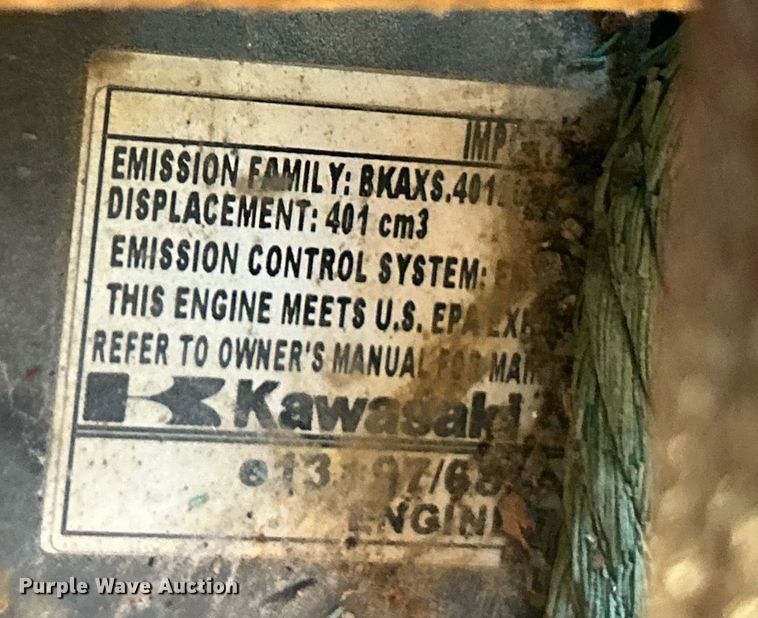 EMISSION FAMILY: BKAXS.401
DISPLACEMENT: 401 cm3
EMISSION CONTROL SYSTEM:
THIS ENGINE MEETS U.S. EPA
REFER TO OWNER'S MANUAL FOR
Kawasaki
ENGIN
Purple Wave Auction